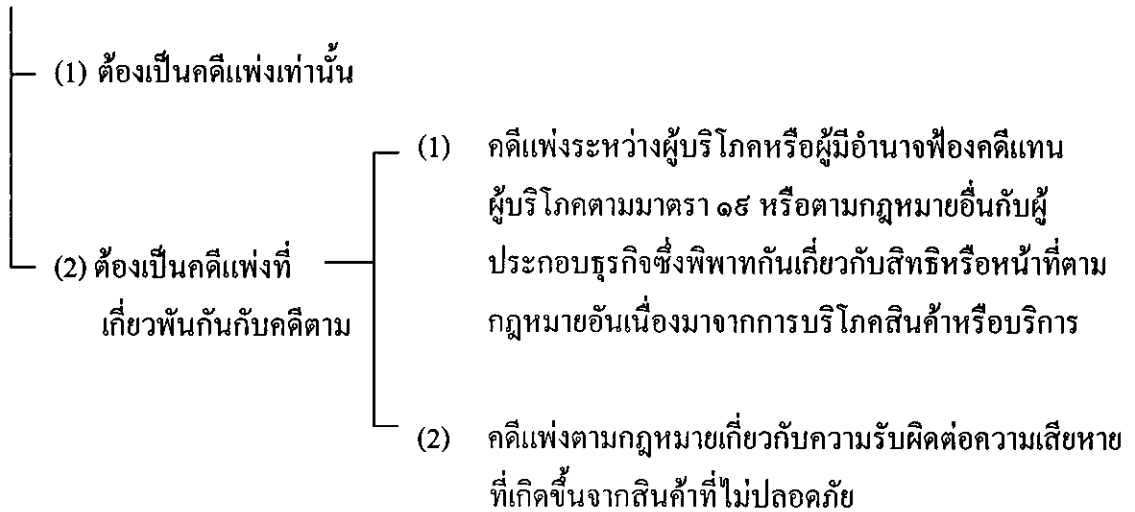 (1) ต้องเป็นคดีแพ่งเท่านั้น
(2) ต้องเป็นคดีแพ่งที่
เกี่ยวพันกันกับคดีตาม
(1) คดีแพ่งระหว่างผู้บริโภคหรือผู้มีอำนาจฟ้องคดีแทน
ผู้บริโภคตามมาตรา ๑๙ หรือตามกฎหมายอื่นกับผู้
ประกอบธุรกิจซึ่งพิพาทกันเกี่ยวกับสิทธิหรือหน้าที่ตาม
กฎหมายอันเนื่องมาจากการบริโภคสินค้าหรือบริการ
(2) คดีแพ่งตามกฎหมายเกี่ยวกับความรับผิดต่อความเสียหาย
ที่เกิดขึ้นจากสินค้าที่ไม่ปลอดภัย